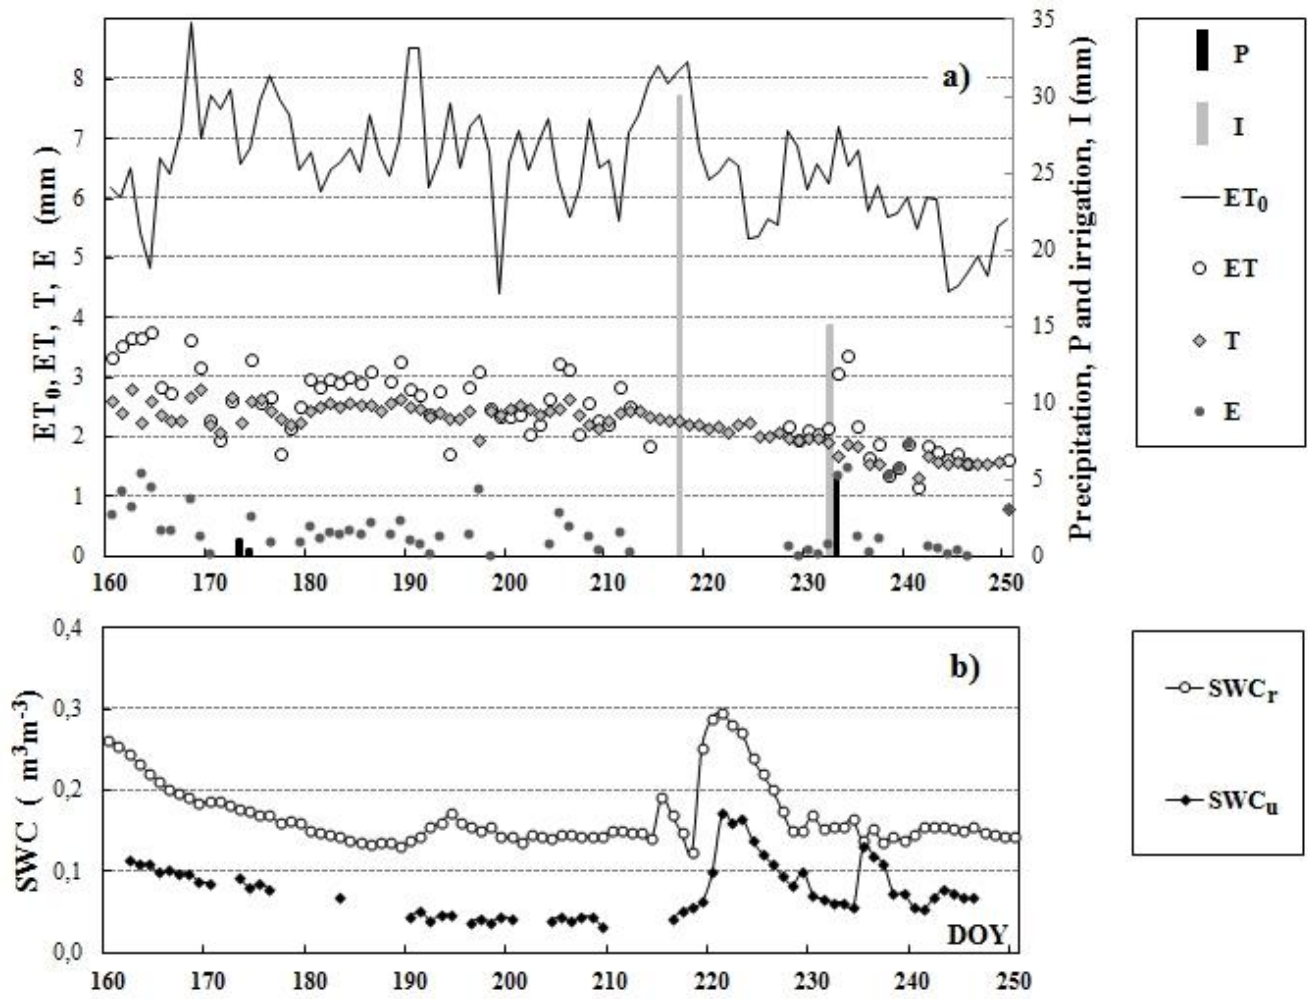 ET0, ET, T, E (mm)
8
7
6
5
4
3
2
1
0
a)
35
30
25
20
15
10
5
0
Precipitation, P and irrigation, I (mm)
160 170 180 190 200 210 220 230 240 250
P
I
ET0
ET
T
E
SWC ( m3m-3)
0,4
0,3
0,2
0,1
0,0
b)
DOY
160 170 180 190 200 210 220 230 240 250
SWCr
SWCu